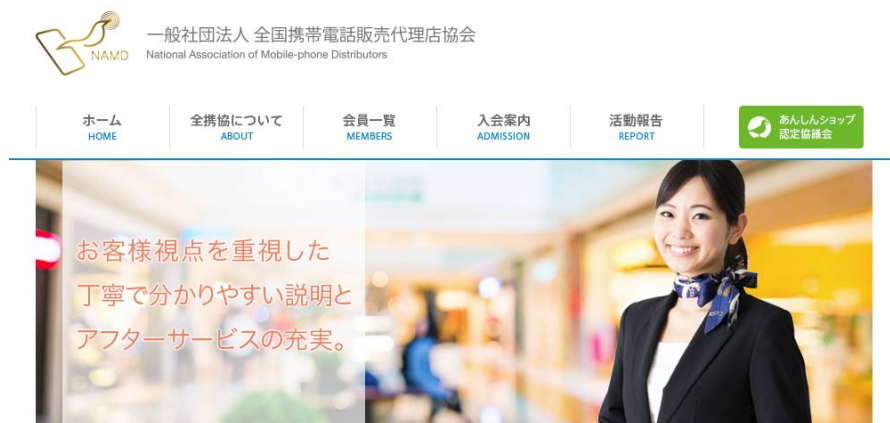 NAMD
一般社団法人 全国携帯電話販売代理店協会
National Association of Mobile-phone Distributors
ホーム
HOME
全携協について
ABOUT
会員一覧
MEMBERS
入会案内
ADMISSION
活動報告
REPORT
あんしんショップ
認定協議会
お客様視点を重視した
丁寧で分かりやすい説明と
アフターサービスの充実。